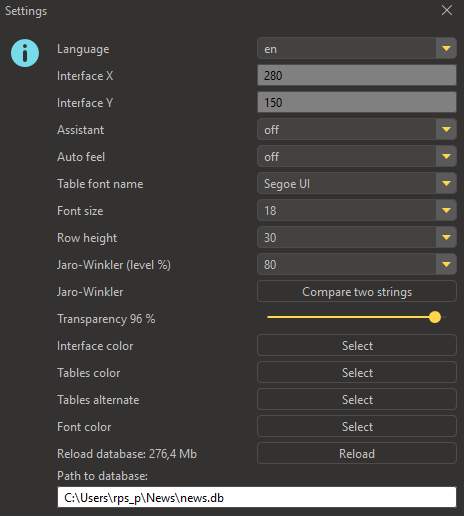 Settings
Language en
Interface X 280
Interface Y 150
Assistant off
Auto feel off
Table font name Segoe UI
Font size 18
Row height 30
Jaro-Winkler (level %) 80
Jaro-Winkler Compare two strings
Transparency 96 %
Interface color Select
Tables color Select
Tables alternate Select
Font color Select
Reload database: 276,4 Mb Reload
Path to database:
C:\Users\rps_p\News\news.db